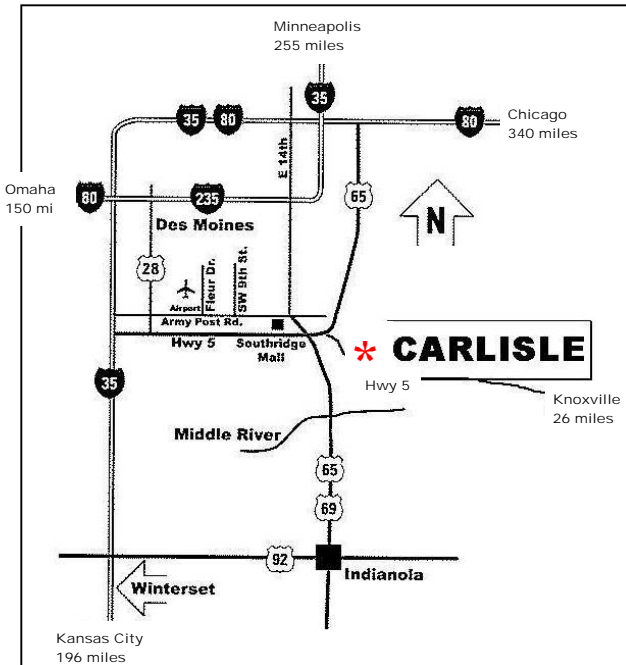 Minneapolis
255 miles
35
35 80
80
Chicago
340 miles
E 14th
Omaha
150 mi
80
235
65
N
Des Moines
28
Airport
Fleur Dr.
SW 9th St.
Army Post Rd.
Hwy 5
Southridge
Mall
* CARLISLE
35
Hwy 5
Knoxville
26 miles
Middle River
65
69
92
Indianola
Winterset
Kansas City
196 miles